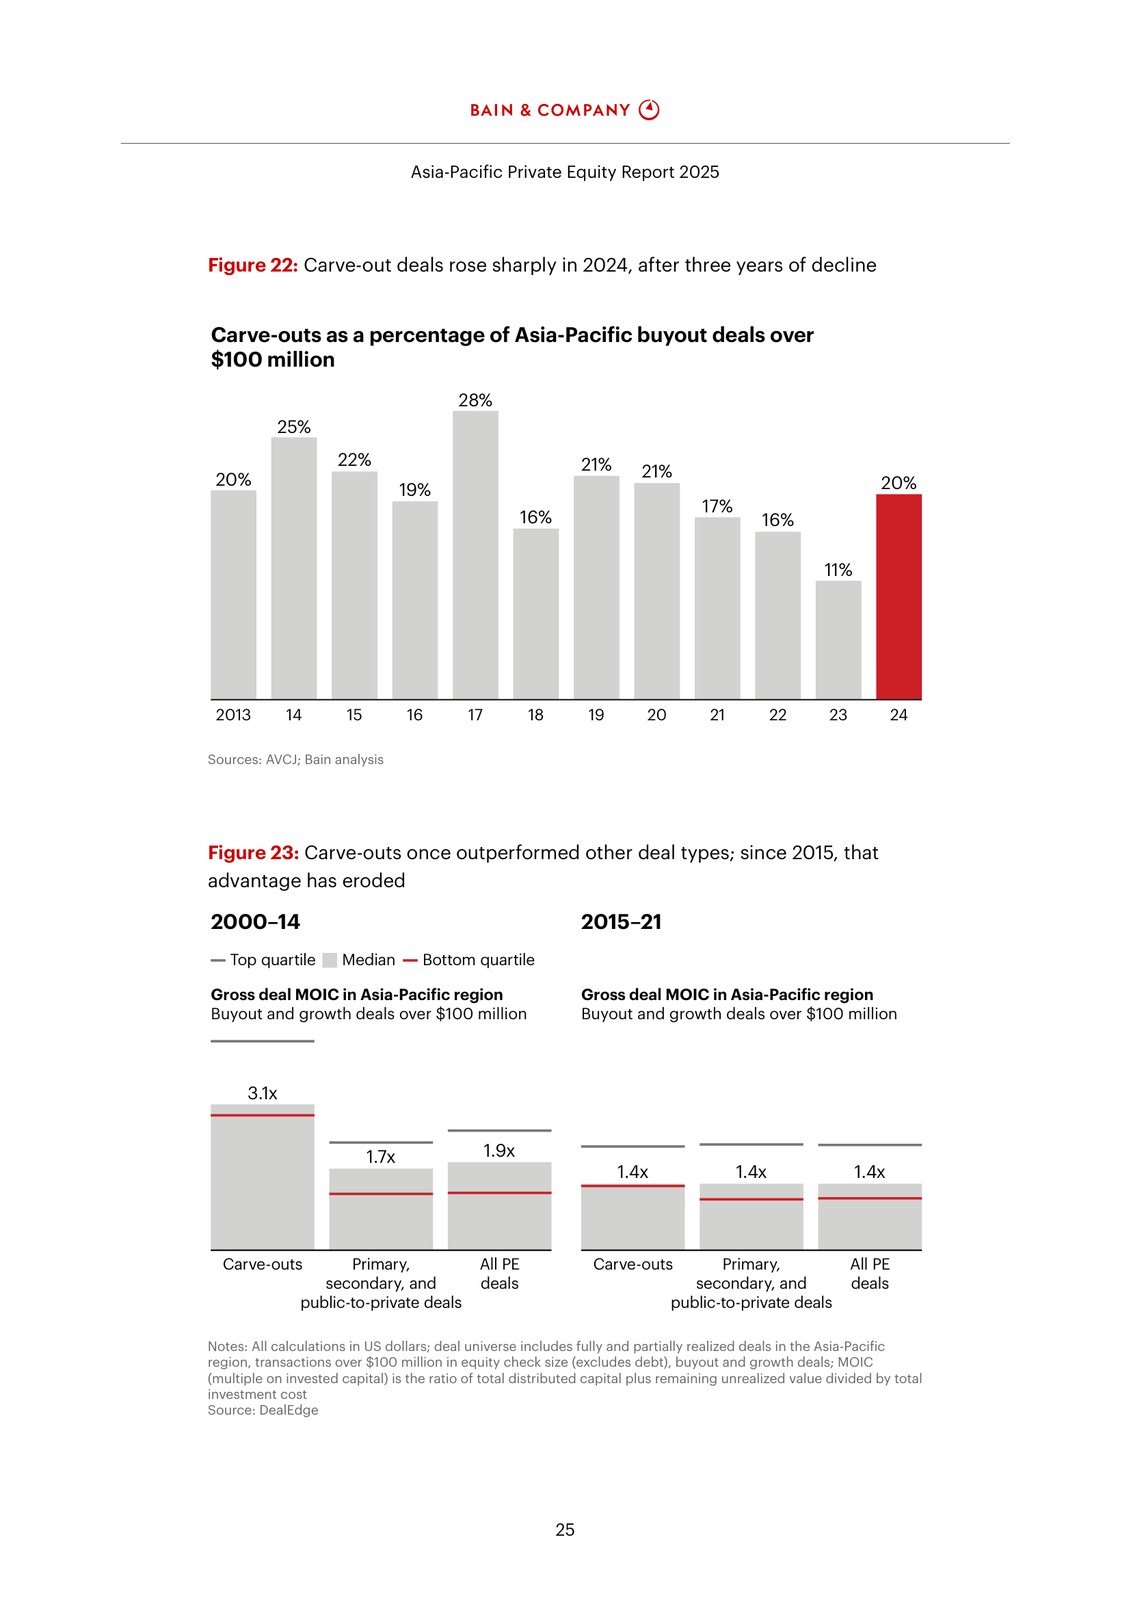 BAIN & COMPANY
Asia-Pacific Private Equity Report 2025
Figure 22: Carve-out deals rose sharply in 2024, after three years of decline
Carve-outs as a percentage of Asia-Pacific buyout deals over
$100 million
20%
25%
22%
19%
28%
16%
21%
21%
17%
16%
11%
20%
2013 14 15 16 17 18 19 20 21 22 23 24
Sources: AVCJ; Bain analysis
Figure 23: Carve-outs once outperformed other deal types; since 2015, that
advantage has eroded
2000–14
Top quartile Median Bottom quartile
Gross deal MOIC in Asia-Pacific region
Buyout and growth deals over $100 million
3.1x
1.7x
1.9x
Carve-outs
Primary,
secondary, and
public-to-private deals
All PE
deals
2015–21
Gross deal MOIC in Asia-Pacific region
Buyout and growth deals over $100 million
1.4x
1.4x
1.4x
Carve-outs
Primary,
secondary, and
public-to-private deals
All PE
deals
Notes: All calculations in US dollars; deal universe includes fully and partially realized deals in the Asia-Pacific
region, transactions over $100 million in equity check size (excludes debt), buyout and growth deals; MOIC
(multiple on invested capital) is the ratio of total distributed capital plus remaining unrealized value divided by total
investment cost
Source: DealEdge
25